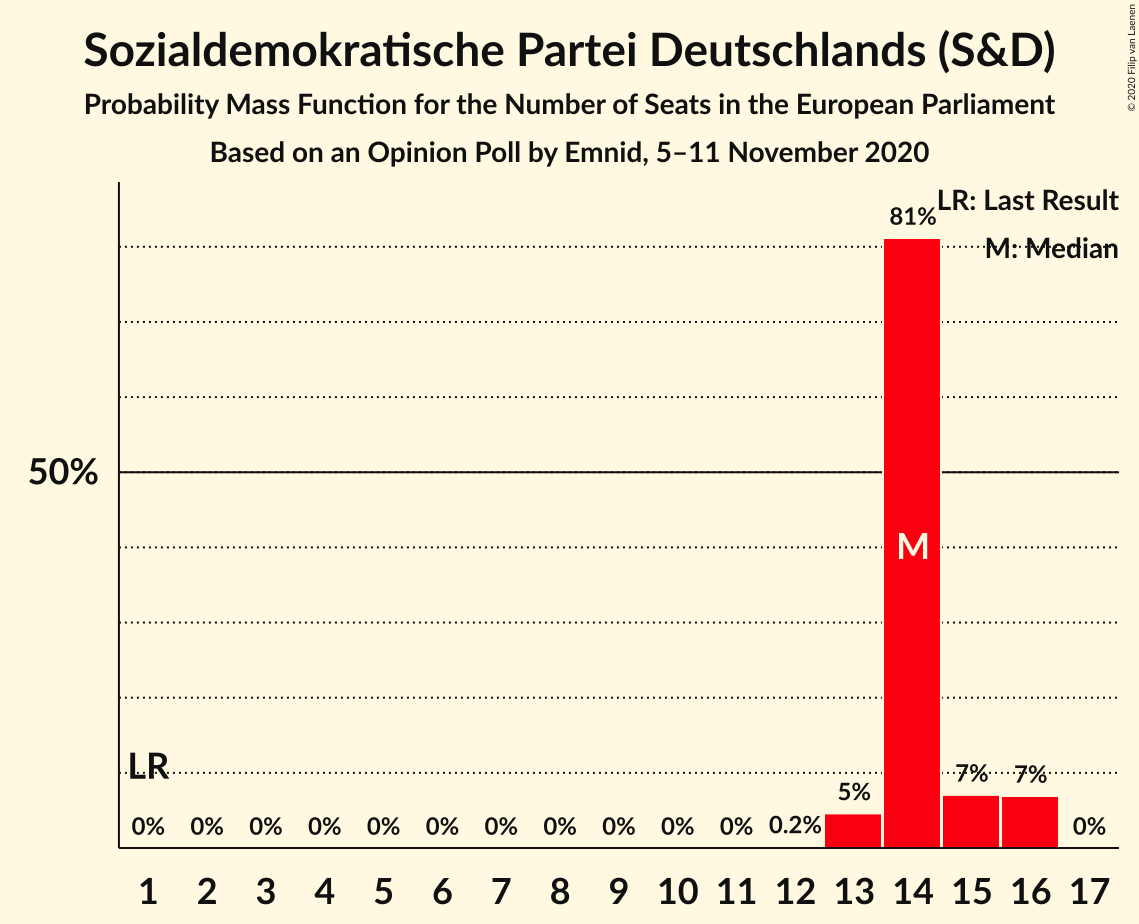 Sozialdemokratische Partei Deutschlands (S&D)
Probability Mass Function for the Number of Seats in the European Parliament
Based on an Opinion Poll by Emnid, 5–11 November 2020
© 2020 Filip van Laenen
LR: Last Result
M: Median
81%
50%
M
LR
0% 0% 0% 0% 0% 0% 0% 0% 0% 0% 0% 0.2% 5% 7% 7% 0%
1 2 3 4 5 6 7 8 9 10 11 12 13 14 15 16 17